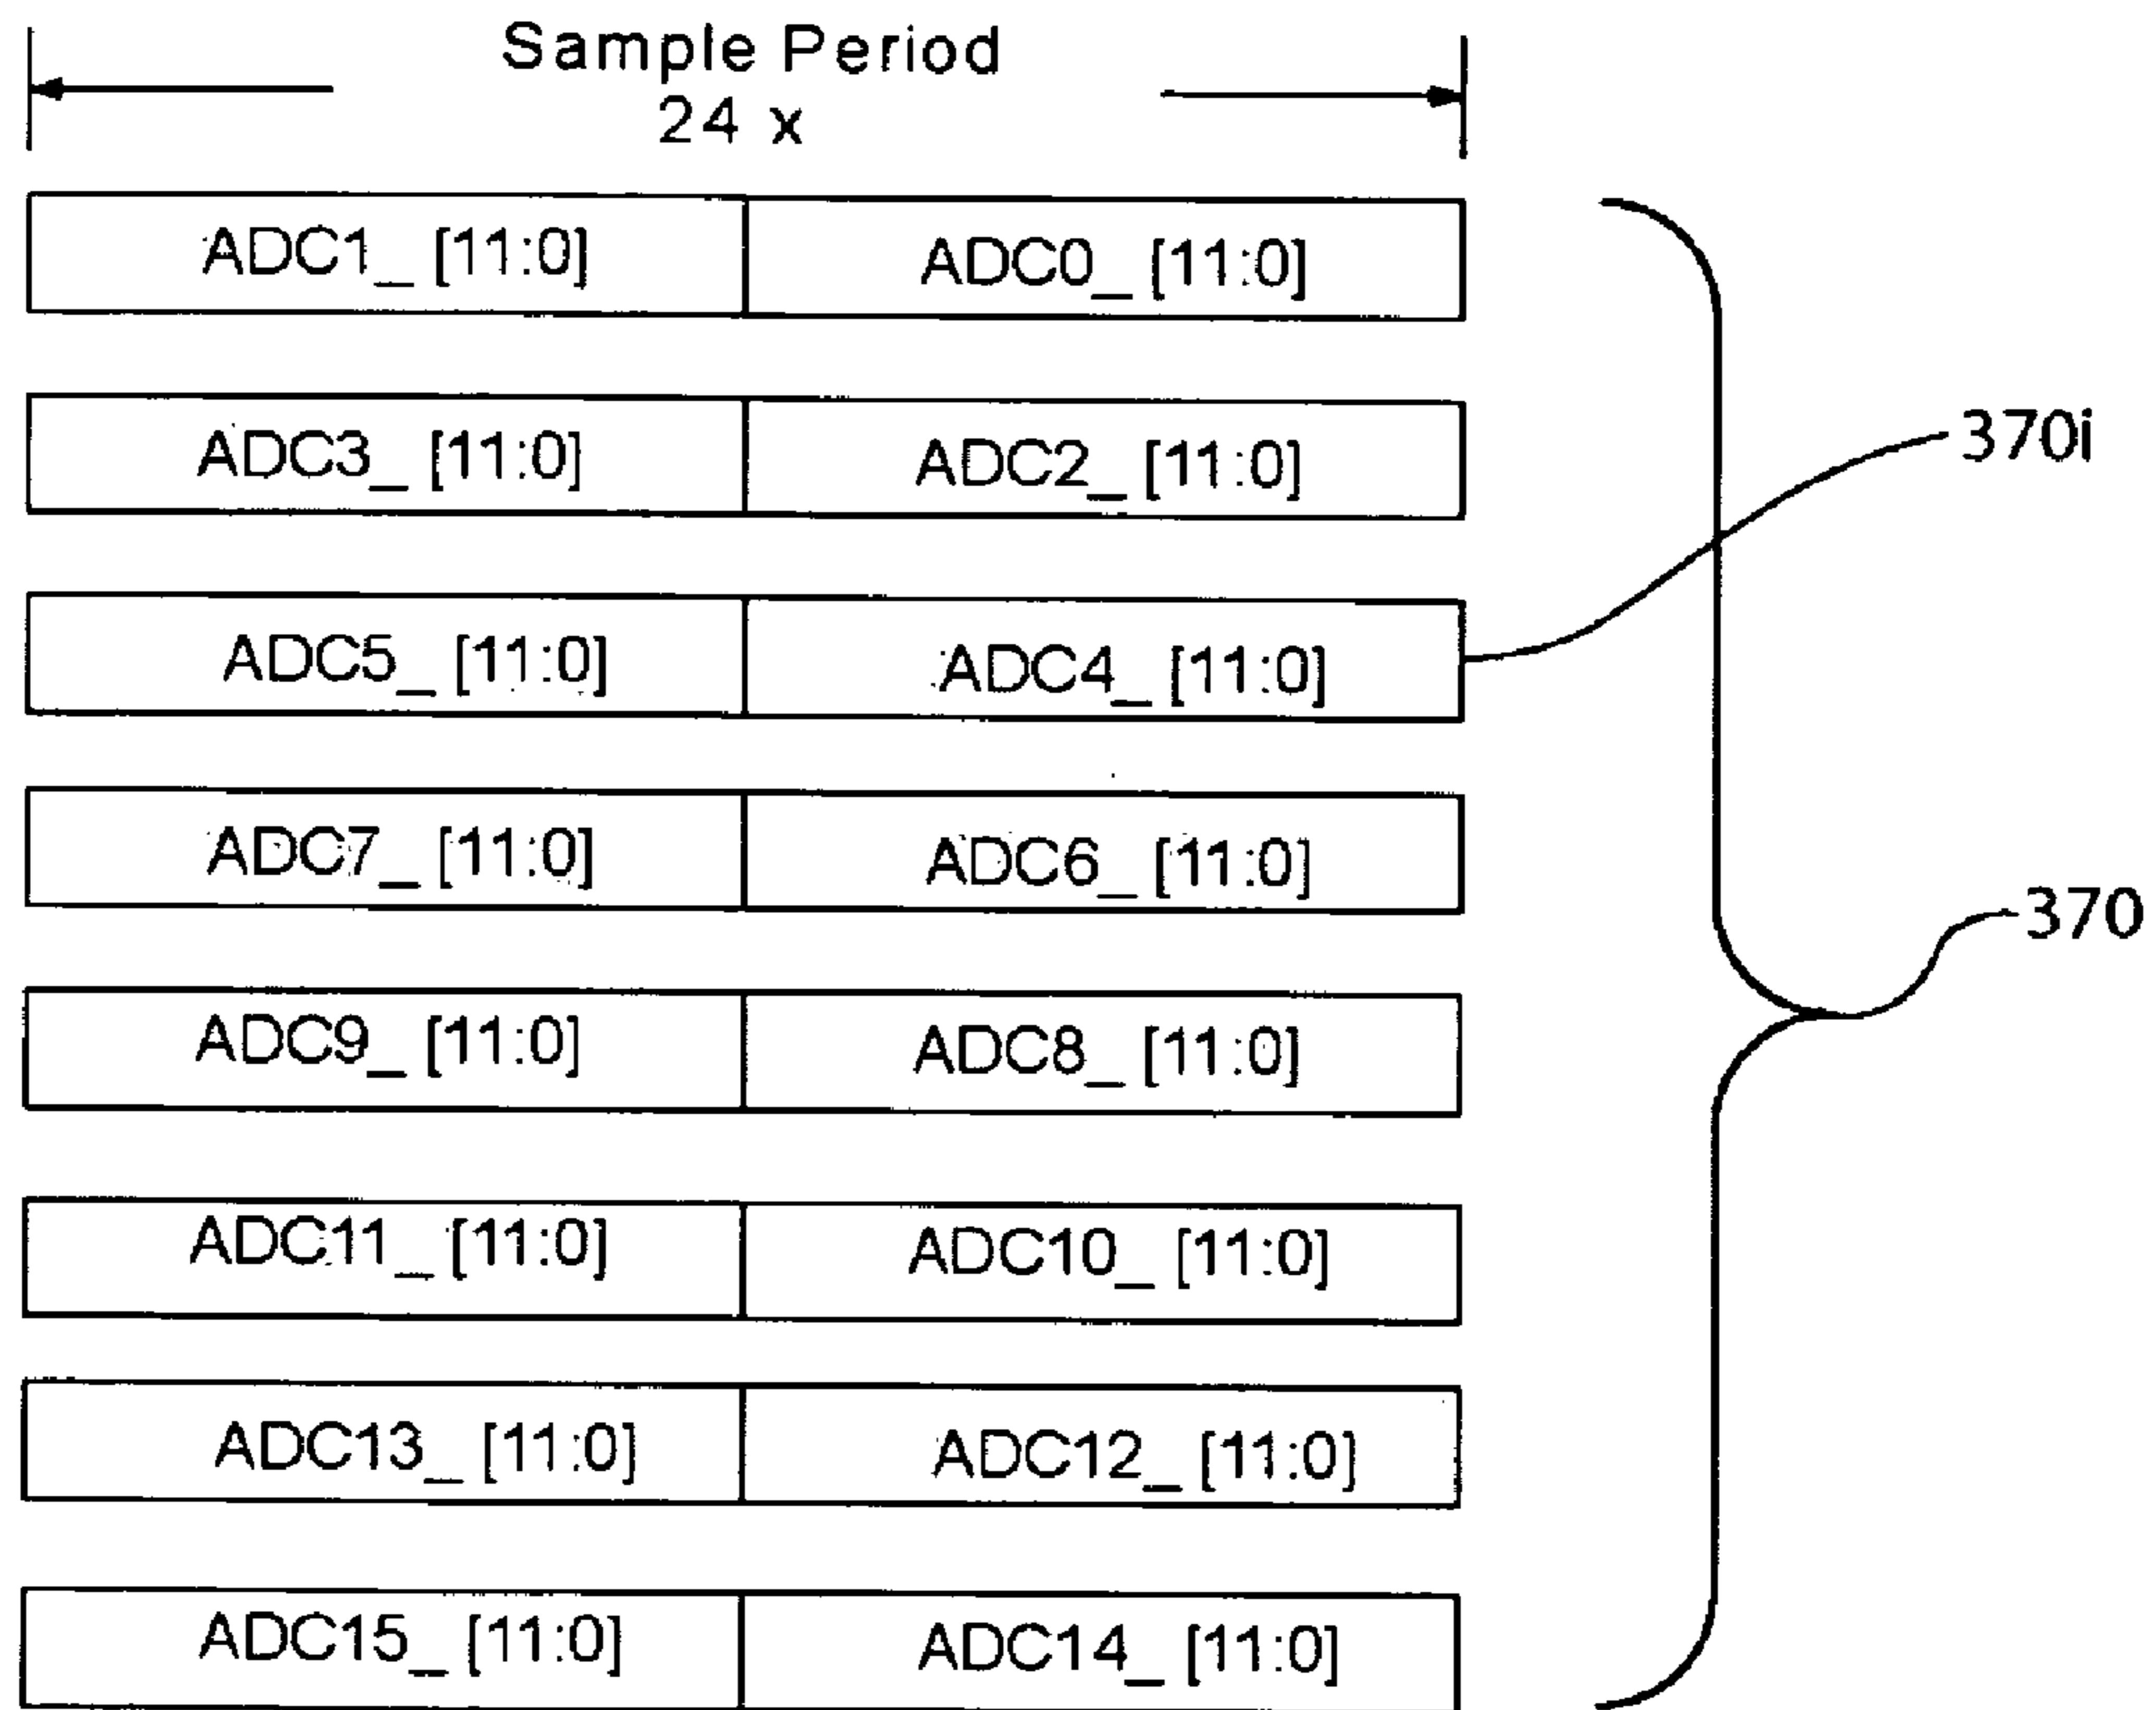 Sample Period
24 x
ADC1_ [11:0] ADC0_ [11:0]
ADC3_ [11:0] ADC2_ [11:0]
370i
ADC5_ [11:0] ADC4_ [11:0]
ADC7_ [11:0] ADC6_ [11:0]
370
ADC9_ [11:0] ADC8_ [11:0]
ADC11_ [11:0] ADC10_ [11:0]
ADC13_ [11:0] ADC12_ [11:0]
ADC15_ [11:0] ADC14_ [11:0]